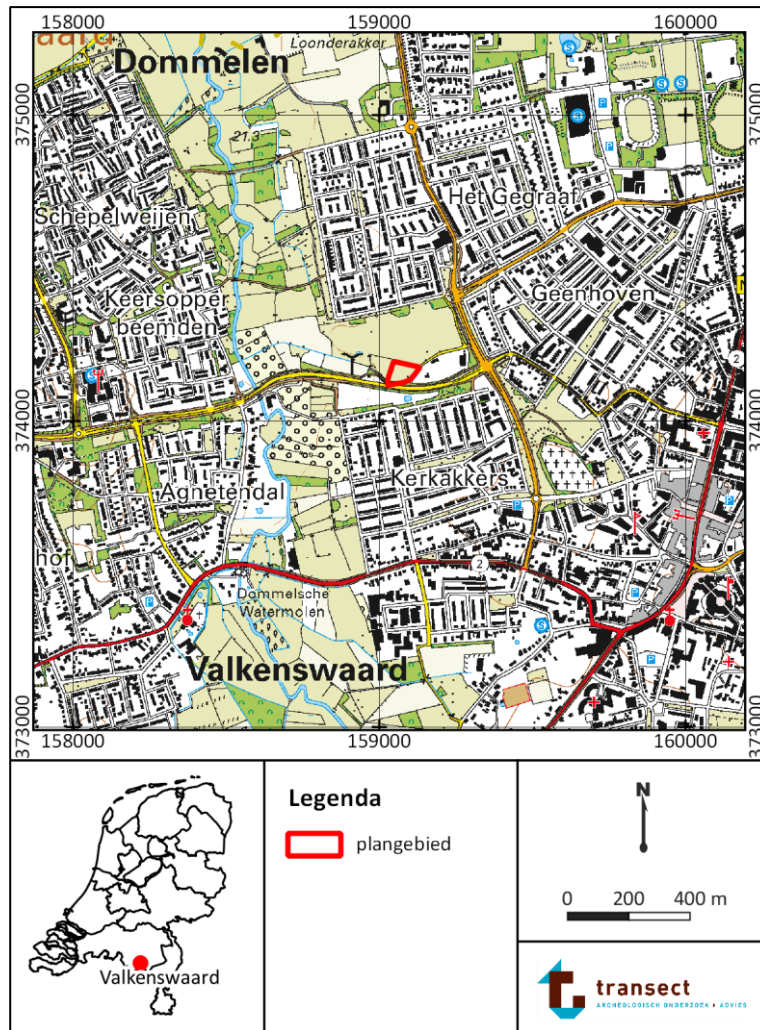 158000 159000 160000
aard
Dommelen
Loonderakker
375000
375000
21.3
Het Gegraaf
Schepelweijen
Geenhoven
Keersopper
beemden
2
374000
374000
Kerkakkers
Agnetendal
hof
2
Dommelsche
Watermolen
Valkenswaard
373000
373000
158000 159000 160000
Legenda
plangebied
N
0 200 400 m
Valkenswaard
transect
ARCHEOLOGISCH ONDERZOEK • ADVIES